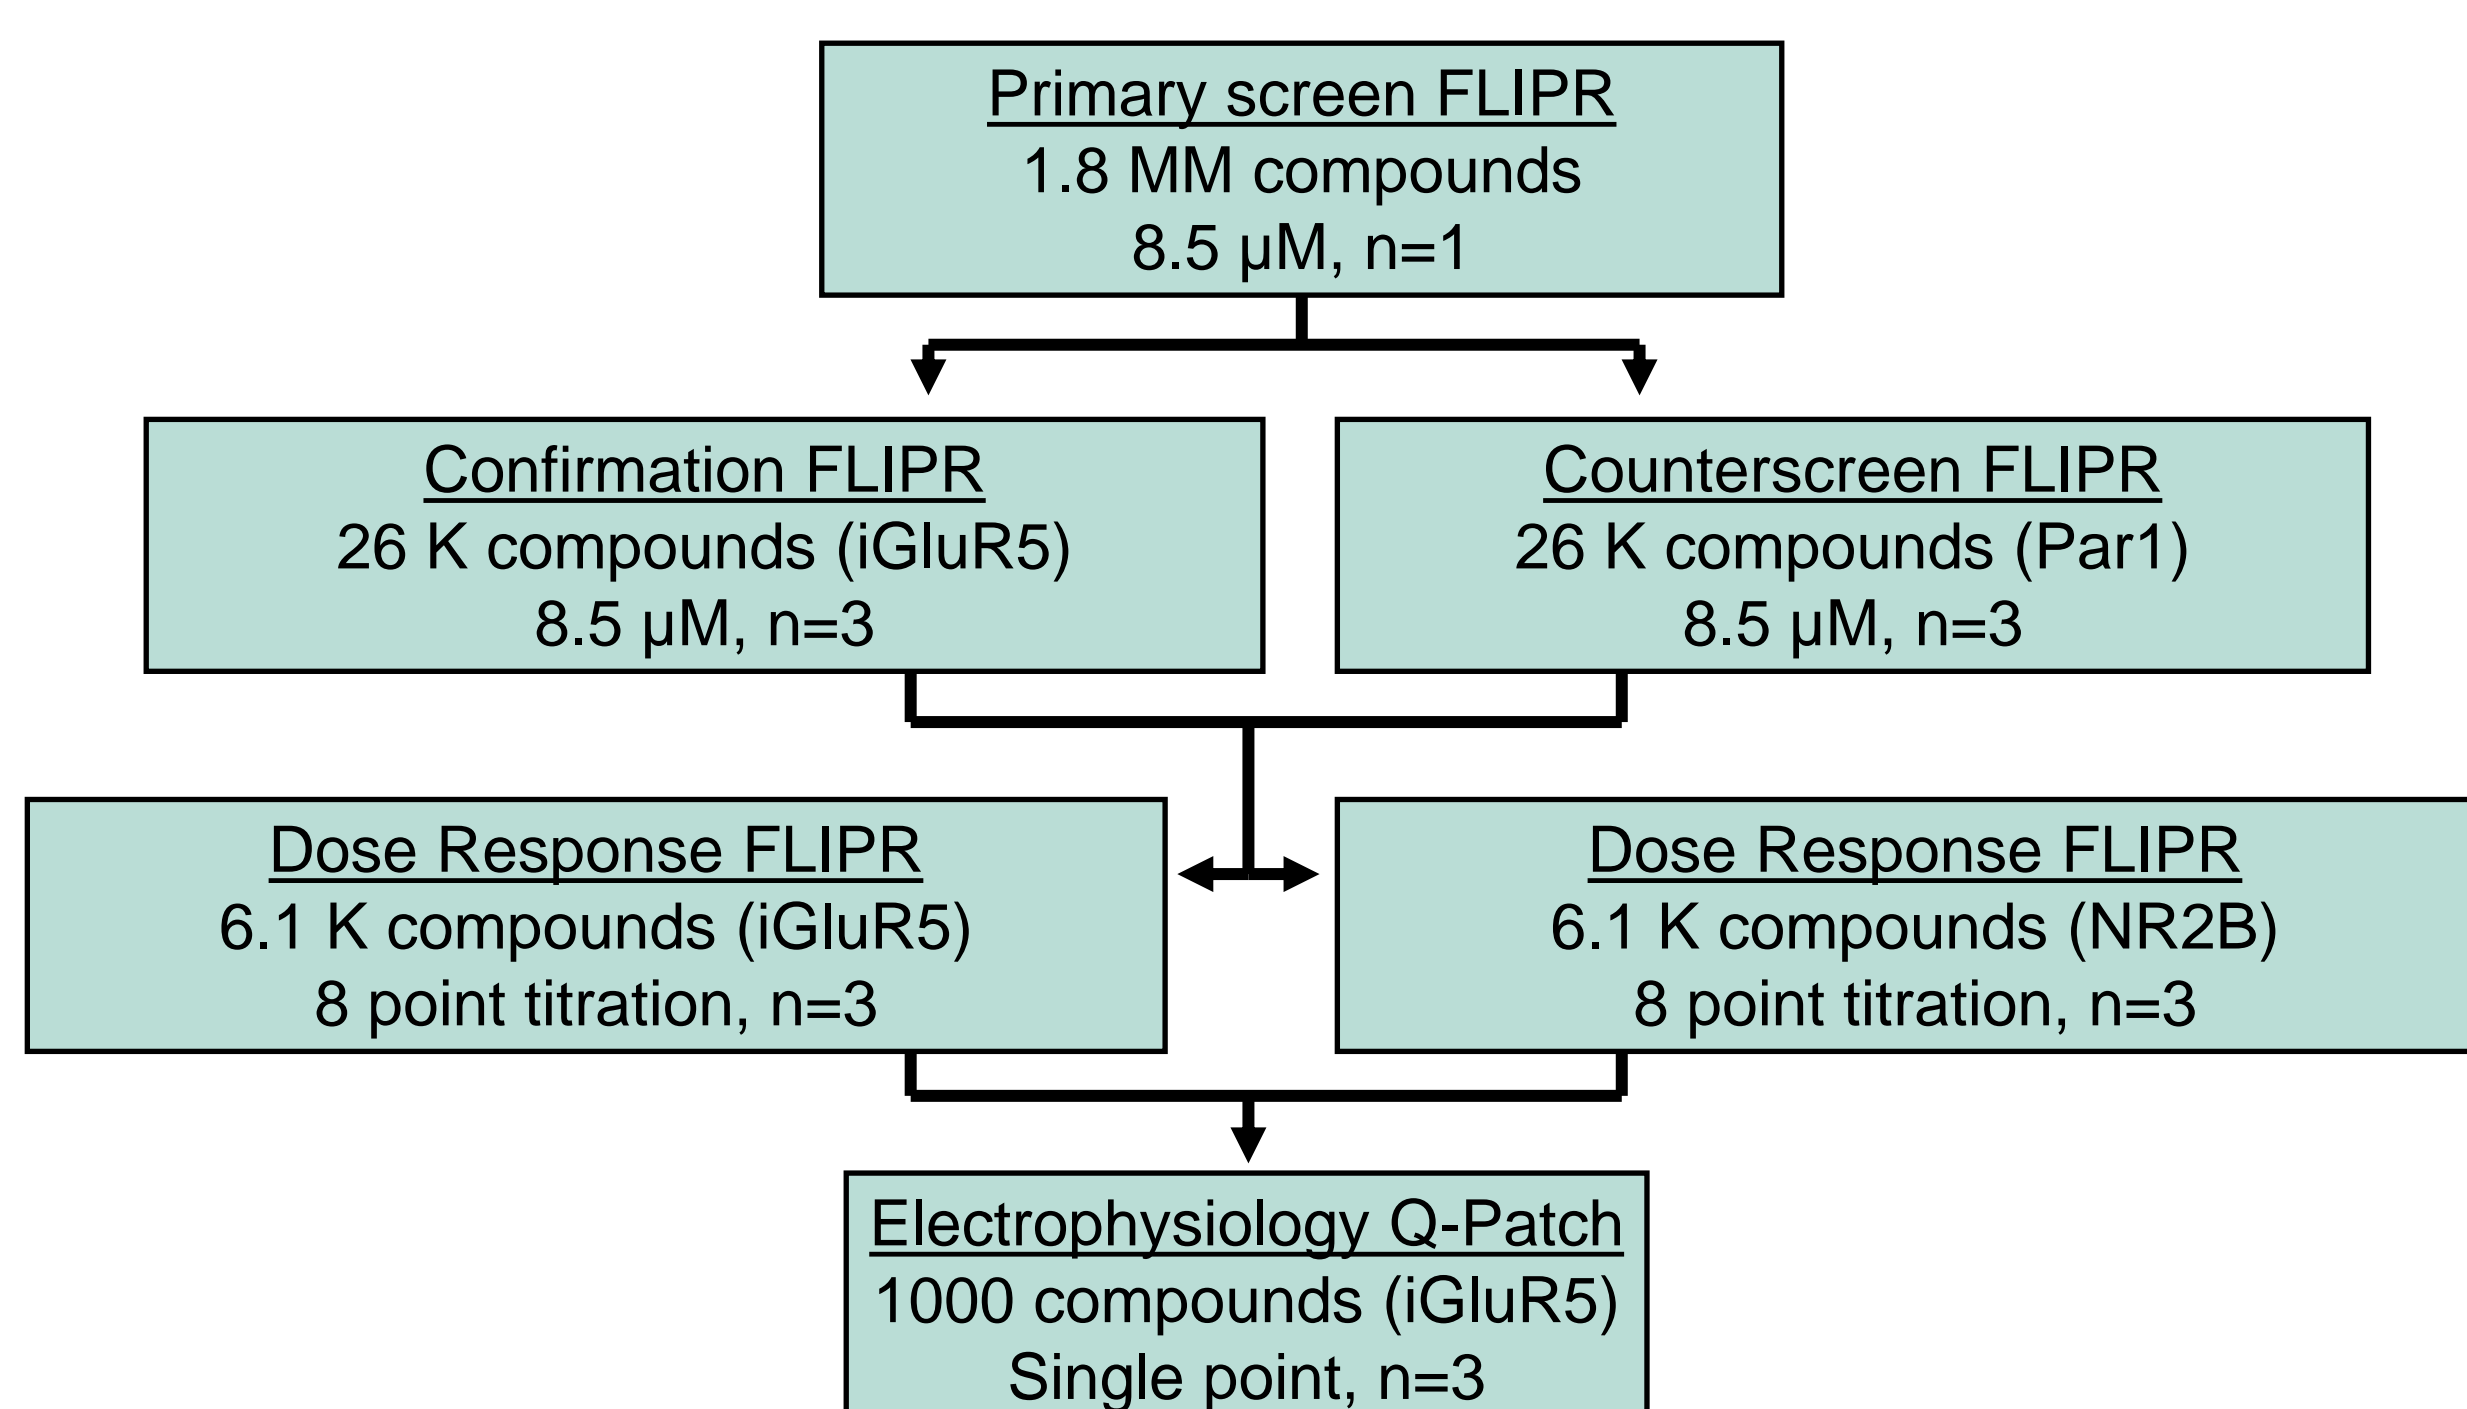 Primary screen FLIPR
1.8 MM compounds
8.5 µM, n=1
Confirmation FLIPR
26 K compounds (iGluR5)
8.5 µM, n=3
Counterscreen FLIPR
26 K compounds (Par1)
8.5 µM, n=3
Dose Response FLIPR
6.1 K compounds (iGluR5)
8 point titration, n=3
Dose Response FLIPR
6.1 K compounds (NR2B)
8 point titration, n=3
Electrophysiology Q-Patch
1000 compounds (iGluR5)
Single point, n=3